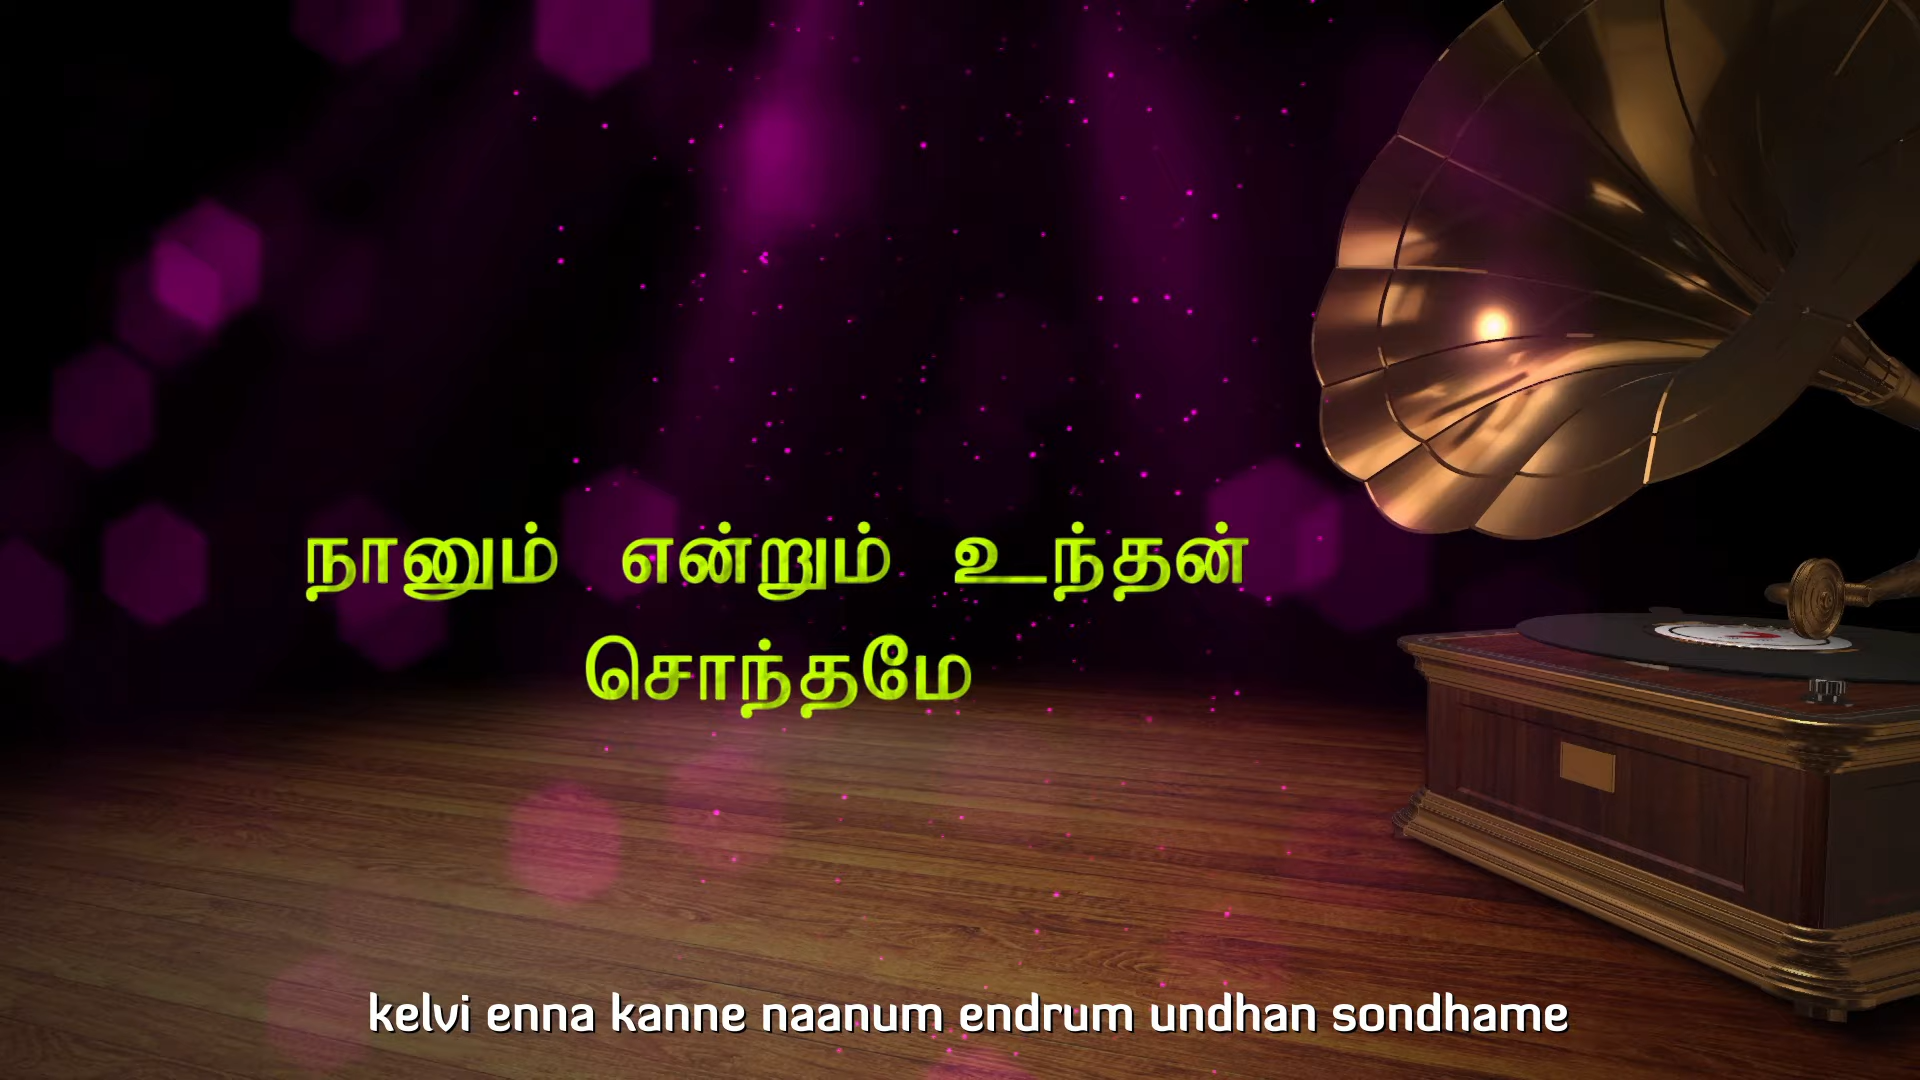 நானும் என்றும் உந்தன்
சொந்தமே
kelvi enna kanne naanum endrum undhan sondhame